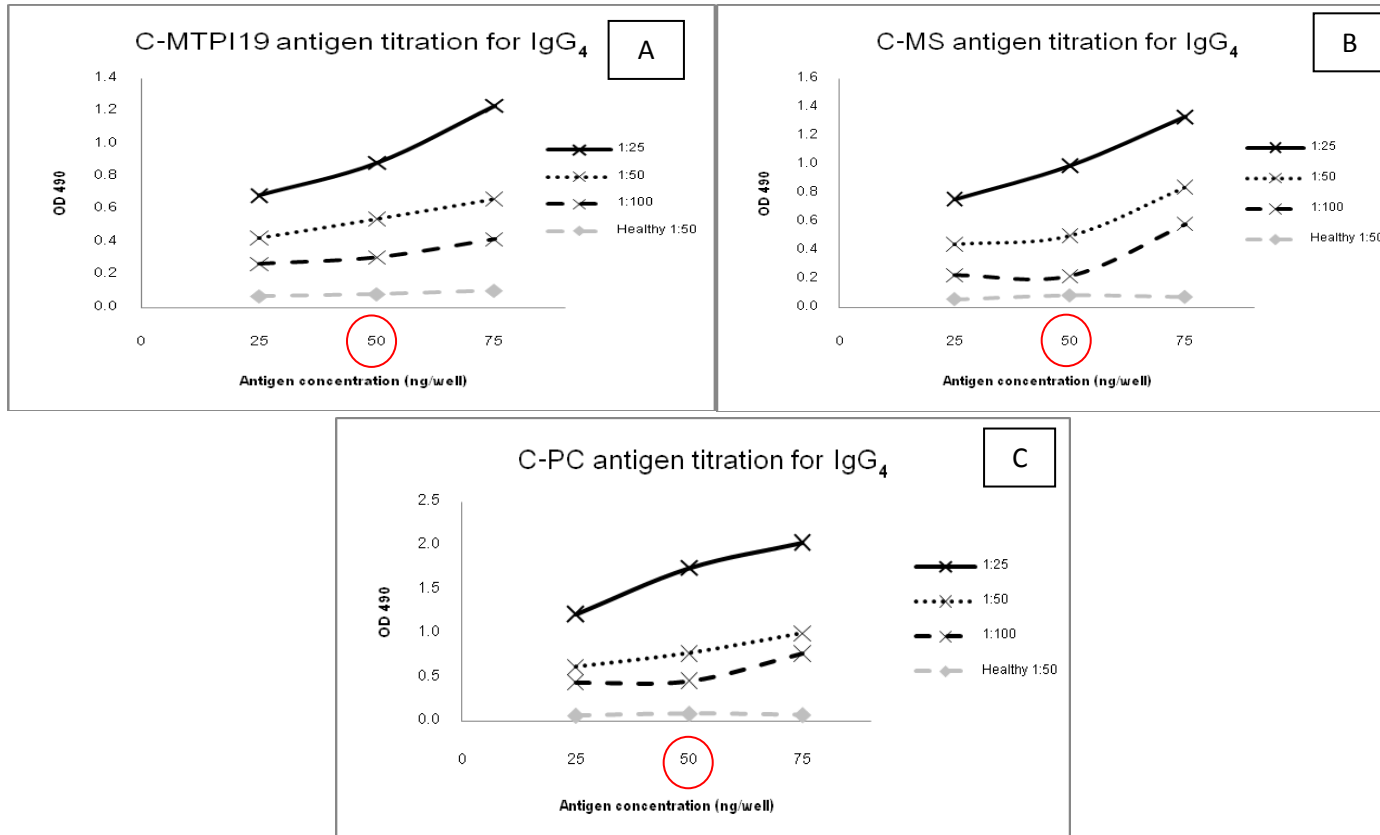 C-MTPI19 antigen titration for IgG4
A
1.4
1.2
1.0
0.8
0.6
0.4
0.2
0.0
OD 490
0 25 50 75
Antigen concentration (ng/well)
1:25
1:50
1:100
Healthy 1:50
C-MS antigen titration for IgG4
B
1.6
1.4
1.2
1.0
0.8
0.6
0.4
0.2
0.0
OD 490
0 25 50 75
Antigen concentration (ng/well)
1:25
1:50
1:100
Healthy 1:50
C-PC antigen titration for IgG4
C
2.5
2.0
1.5
1.0
0.5
0.0
OD 490
0 25 50 75
Antigen concentration (ng/well)
1:25
1:50
1:100
Healthy 1:50